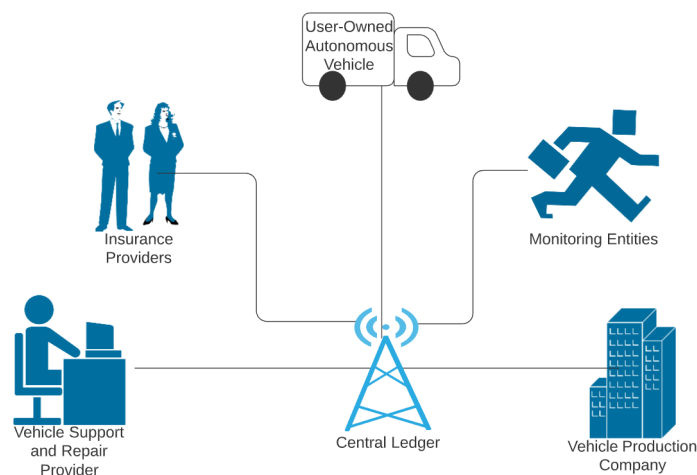 User-Owned
Autonomous
Vehicle
Insurance
Providers
Monitoring Entities
Vehicle Support
and Repair
Provider
Central Ledger
Vehicle Production
Company